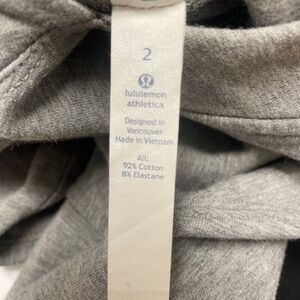 2
lululemon
athletica
Designed in
Vancouver
Made in Vietnam
All:
92% Cotton
8% Elastane